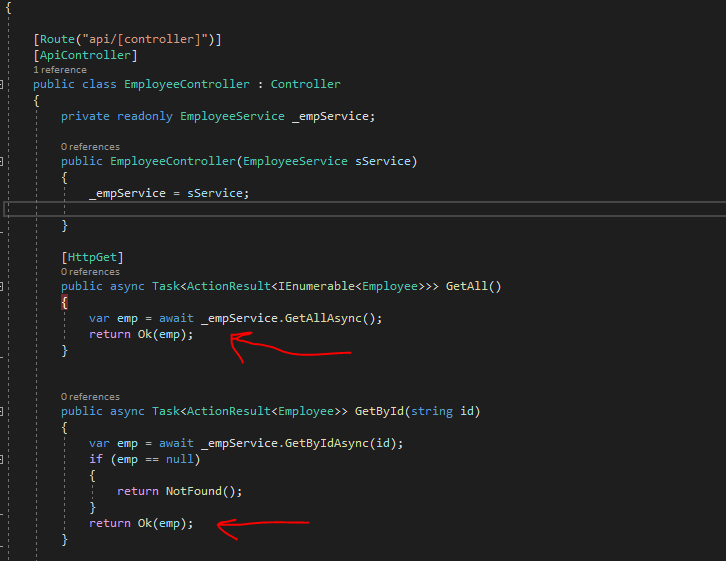 {
[Route("api/[controller]")]
[ApiController]
1 reference
public class EmployeeController : Controller
{
private readonly EmployeeService _empService;
0 references
public EmployeeController(EmployeeService sService)
{
_empService = sService;
}
[HttpGet]
0 references
public async Task<ActionResult<IEnumerable<Employee>>> GetAll()
{
var emp = await _empService.GetAllAsync();
return Ok(emp);
}
0 references
public async Task<ActionResult<Employee>> GetById(string id)
{
var emp = await _empService.GetByIdAsync(id);
if (emp == null)
{
return NotFound();
}
return Ok(emp);
}